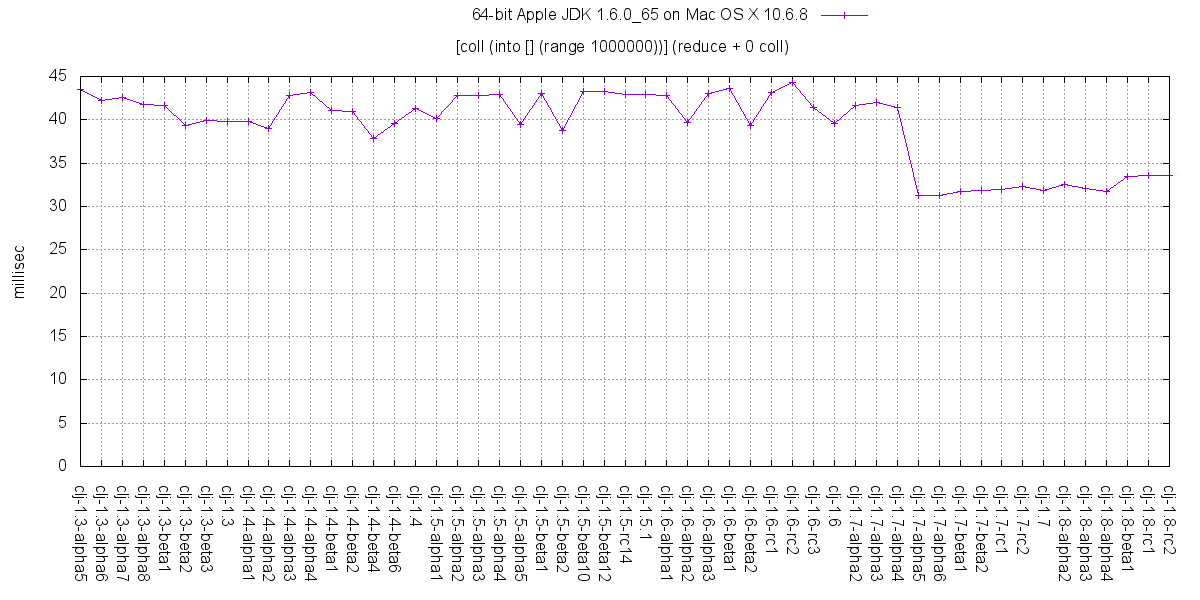 64-bit Apple JDK 1.6.0_65 on Mac OS X 10.6.8
[coll (into [] (range 1000000))] (reduce + 0 coll)
45
40
35
30
25
20
15
10
5
0
millisec
clj-1.3-alpha5
clj-1.3-alpha6
clj-1.3-alpha7
clj-1.3-alpha8
clj-1.3-beta1
clj-1.3-beta2
clj-1.3-beta3
clj-1.3
clj-1.4-alpha1
clj-1.4-alpha2
clj-1.4-alpha3
clj-1.4-alpha4
clj-1.4-beta1
clj-1.4-beta2
clj-1.4-beta4
clj-1.4-beta6
clj-1.4
clj-1.5-alpha1
clj-1.5-alpha2
clj-1.5-alpha3
clj-1.5-alpha4
clj-1.5-alpha5
clj-1.5-beta1
clj-1.5-beta2
clj-1.5-beta10
clj-1.5-beta12
clj-1.5-rc14
clj-1.5.1
clj-1.6-alpha1
clj-1.6-alpha2
clj-1.6-alpha3
clj-1.6-beta1
clj-1.6-beta2
clj-1.6-rc1
clj-1.6-rc2
clj-1.6-rc3
clj-1.6
clj-1.7-alpha2
clj-1.7-alpha3
clj-1.7-alpha4
clj-1.7-alpha5
clj-1.7-alpha6
clj-1.7-beta1
clj-1.7-beta2
clj-1.7-rc1
clj-1.7-rc2
clj-1.7
clj-1.8-alpha2
clj-1.8-alpha3
clj-1.8-alpha4
clj-1.8-beta1
clj-1.8-rc1
clj-1.8-rc2